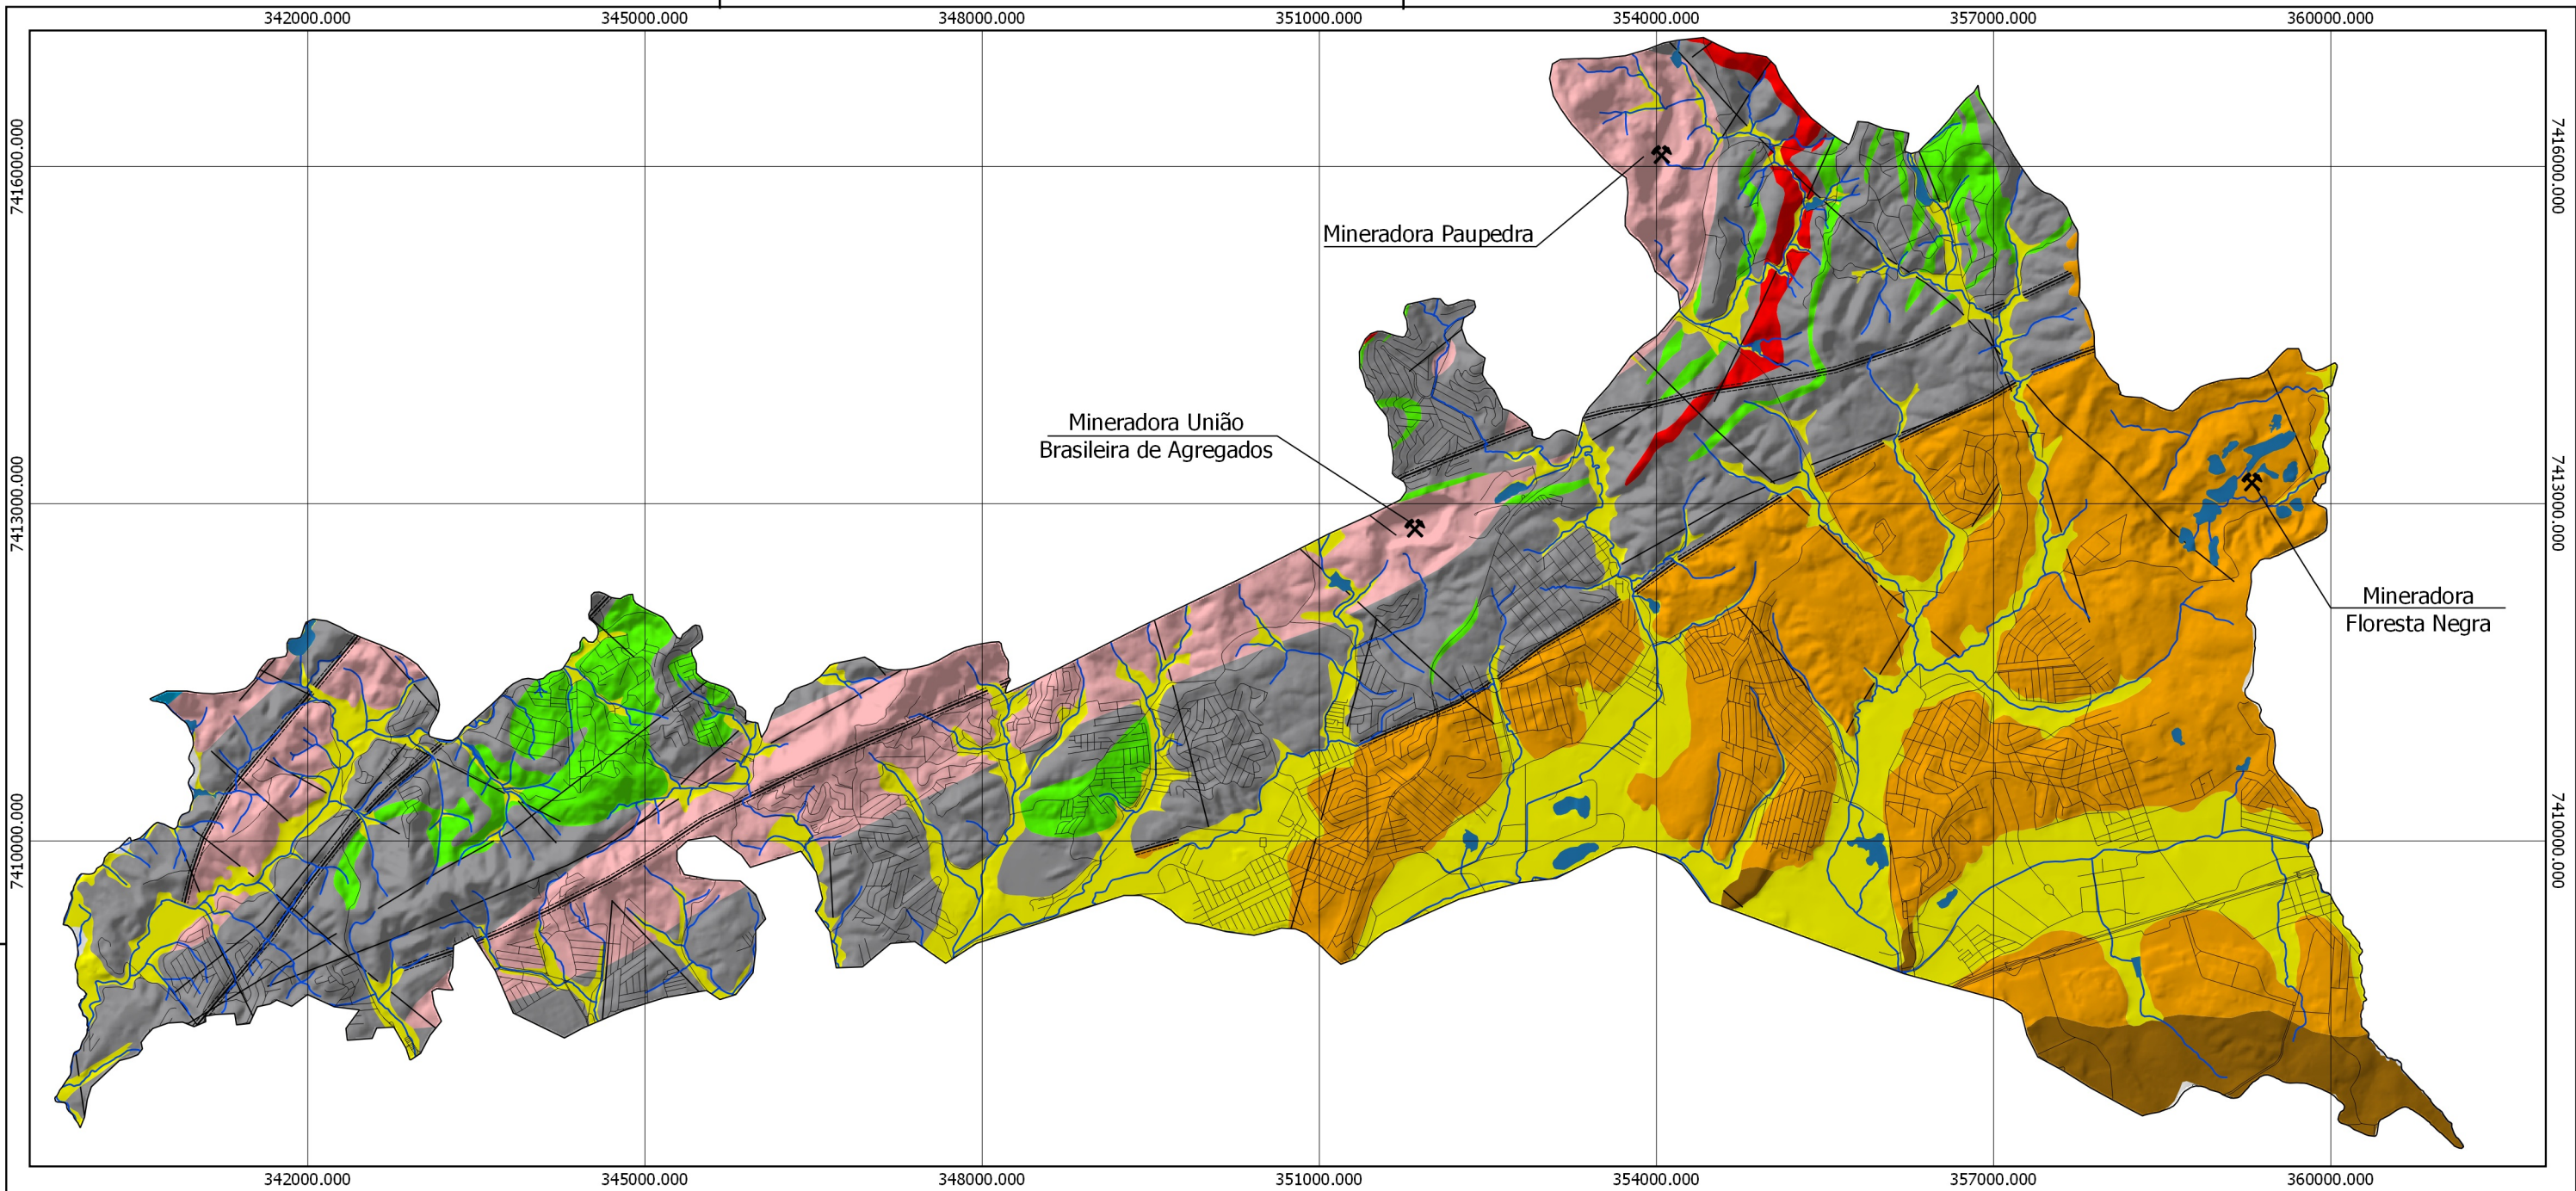 342000.000 345000.000 348000.000 351000.000 354000.000 357000.000 360000.000
7416000.000 7416000.000
Mineradora Paupedra
Mineradora União
Brasileira de Agregados
7413000.000 7413000.000
Mineradora
Floresta Negra
7410000.000 7410000.000
342000.000 345000.000 348000.000 351000.000 354000.000 357000.000 360000.000